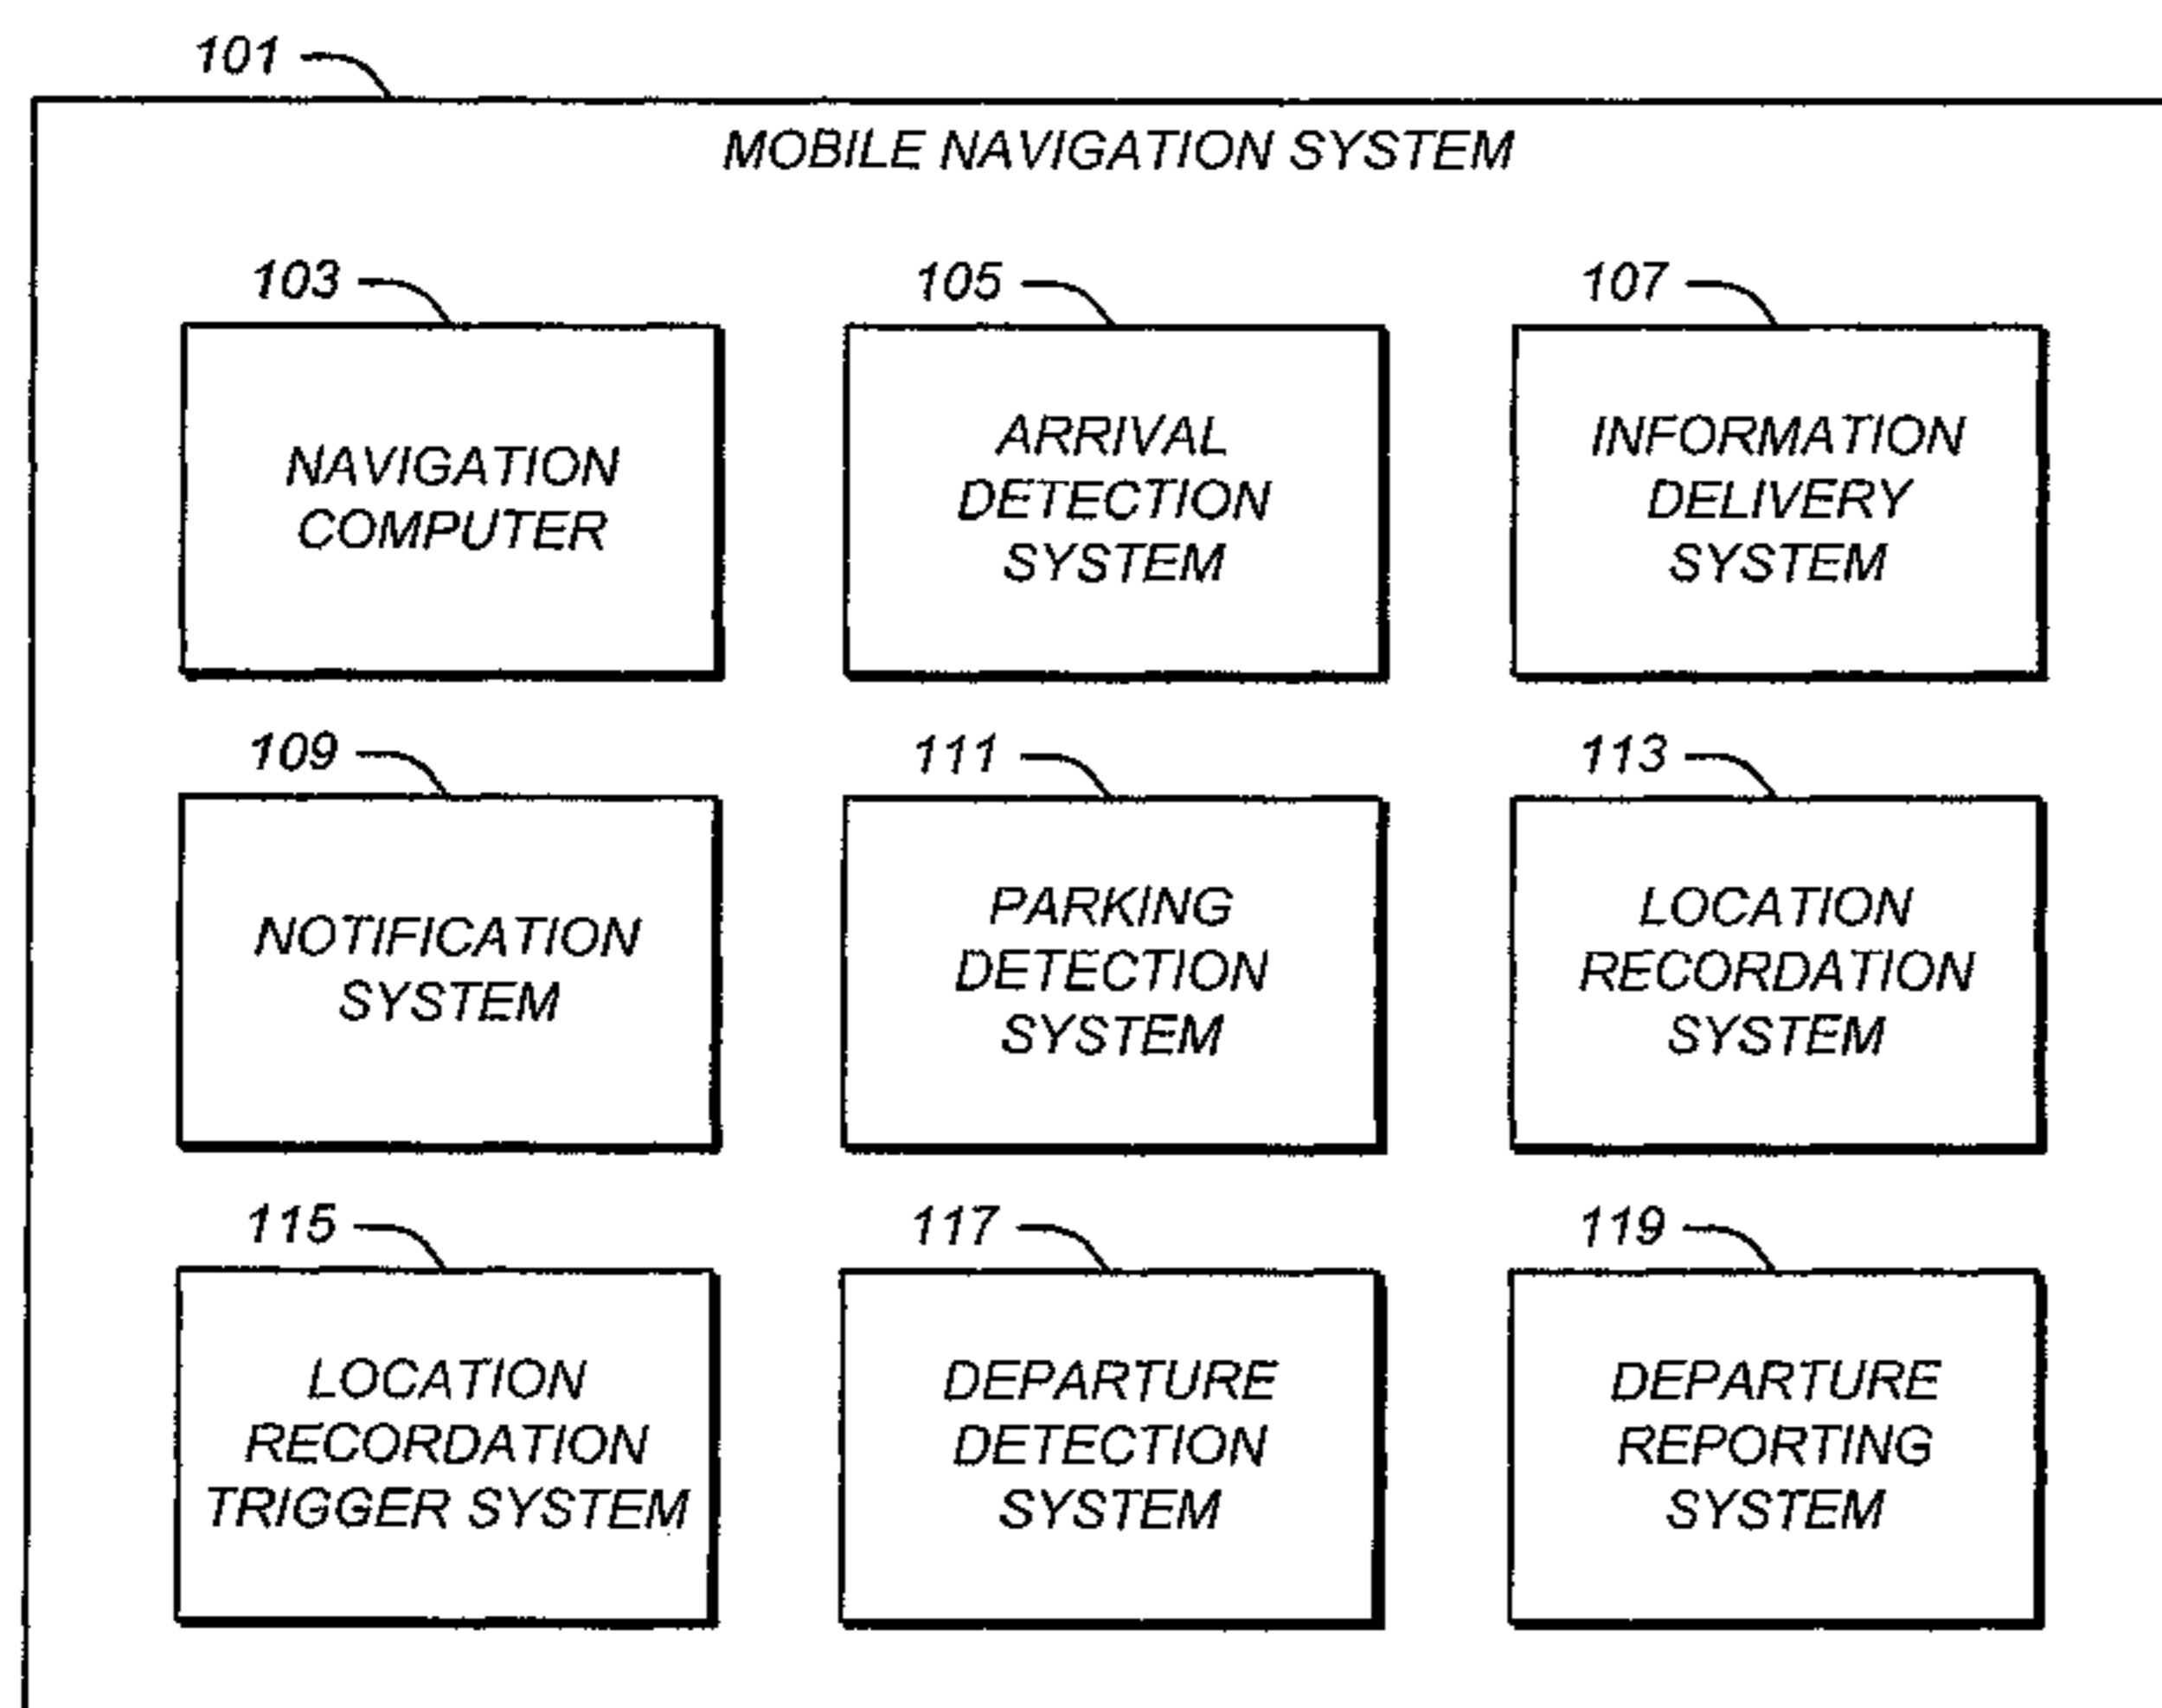 101
MOBILE NAVIGATION SYSTEM
103
105
107
NAVIGATION
COMPUTER
ARRIVAL
DETECTION
SYSTEM
INFORMATION
DELIVERY
SYSTEM
109
111
113
NOTIFICATION
SYSTEM
PARKING
DETECTION
SYSTEM
LOCATION
RECORDATION
SYSTEM
115
117
119
LOCATION
RECORDATION
TRIGGER SYSTEM
DEPARTURE
DETECTION
SYSTEM
DEPARTURE
REPORTING
SYSTEM